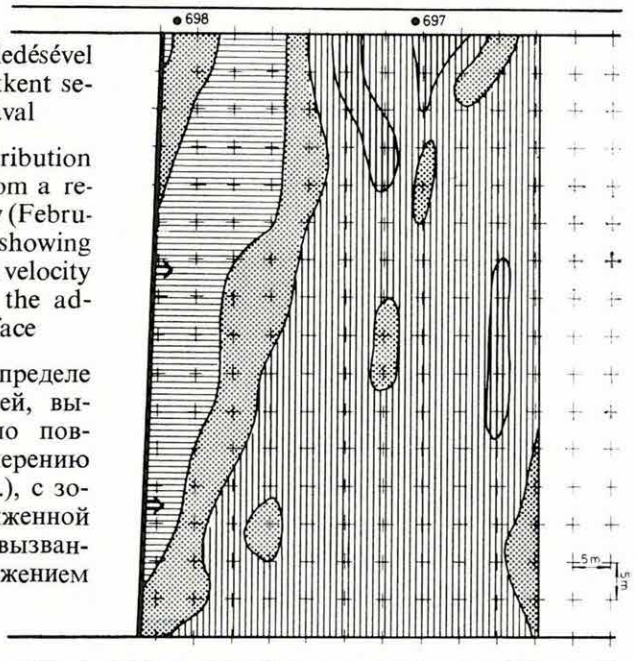 edésével
kent se-
val
ribution
om a re-
(Febru-
showing
velocity
the ad-
face
пределе
ей, вы-
но пов-
мерению
.), с зо-
женной
вызван-
жением
698
697
5m
5m